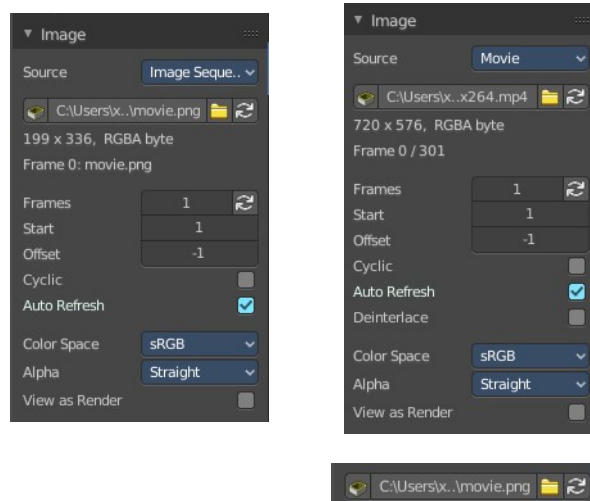 Image
Source Image Seque..
C:\Users\x..\movie.png
199 x 336, RGBA byte
Frame 0: movie.png
Frames 1
Start 1
Offset -1
Cyclic
Auto Refresh
Color Space sRGB
Alpha Straight
View as Render
Image
Source Movie
C:\Users\x..x264.mp4
720 x 576, RGBA byte
Frame 0 / 301
Frames 1
Start 1
Offset -1
Cyclic
Auto Refresh
Deinterlace
Color Space sRGB
Alpha Straight
View as Render
C:\Users\x..\movie.png